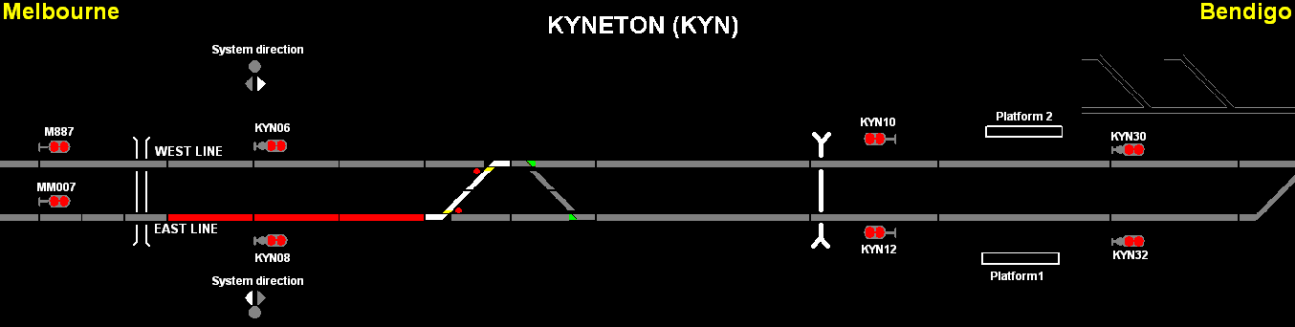 Melbourne
Bendigo
KYNETON (KYN)
System direction
M887
KYN06
KYN10
Platform 2
KYN30
WEST LINE
MM007
EAST LINE
KYN08
KYN12
KYN32
Platform1
System direction